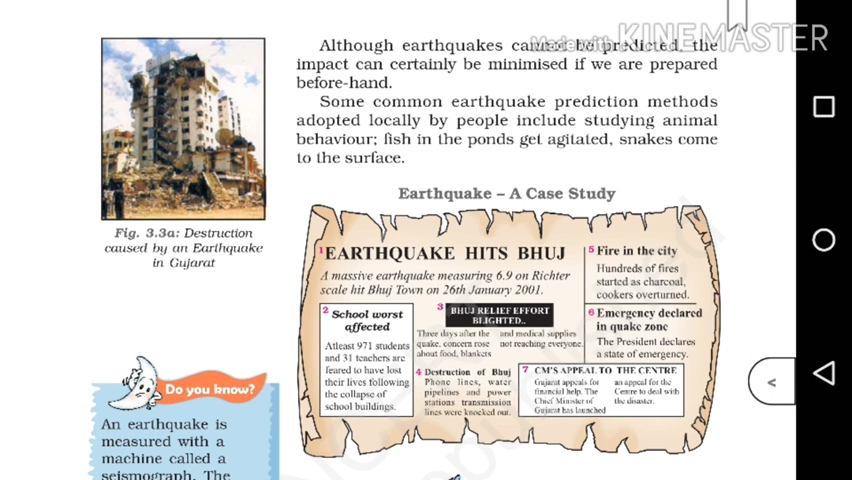 Although earthquakes cannot be predicted, the
impact can certainly be minimised if we are prepared
before-hand.
Some common earthquake prediction methods
adopted locally by people include studying animal
behaviour; fish in the ponds get agitated, snakes come
to the surface.
Made with KINEMASTER
Fig. 3.3a: Destruction
caused by an Earthquake
in Gujarat
Earthquake – A Case Study
1 EARTHQUAKE HITS BHUJ
A massive earthquake measuring 6.9 on Richter
scale hit Bhuj Town on 26th January 2001.
2 School worst
affected
Atleast 971 students
and 31 teachers are
feared to have lost
their lives following
the collapse of
school buildings.
3 BHUJ RELIEF EFFORT
BLIGHTED..
Three days after the
quake, concern rose
about food, blankets
and medical supplies
not reaching everyone.
4 Destruction of Bhuj
Phone lines, water
pipelines and power
stations transmission
lines were knocked out.
5 Fire in the city
Hundreds of fires
started as charcoal,
cookers overturned.
6 Emergency declared
in quake zone
The President declares
a state of emergency.
7 CM'S APPEAL TO THE CENTRE
Gujarat appeals for
financial help. The
Chief Minister of
Gujarat has launched
an appeal for the
Centre to deal with
the disaster.
Do you know?
An earthquake is
measured with a
machine called a
seismograph. The